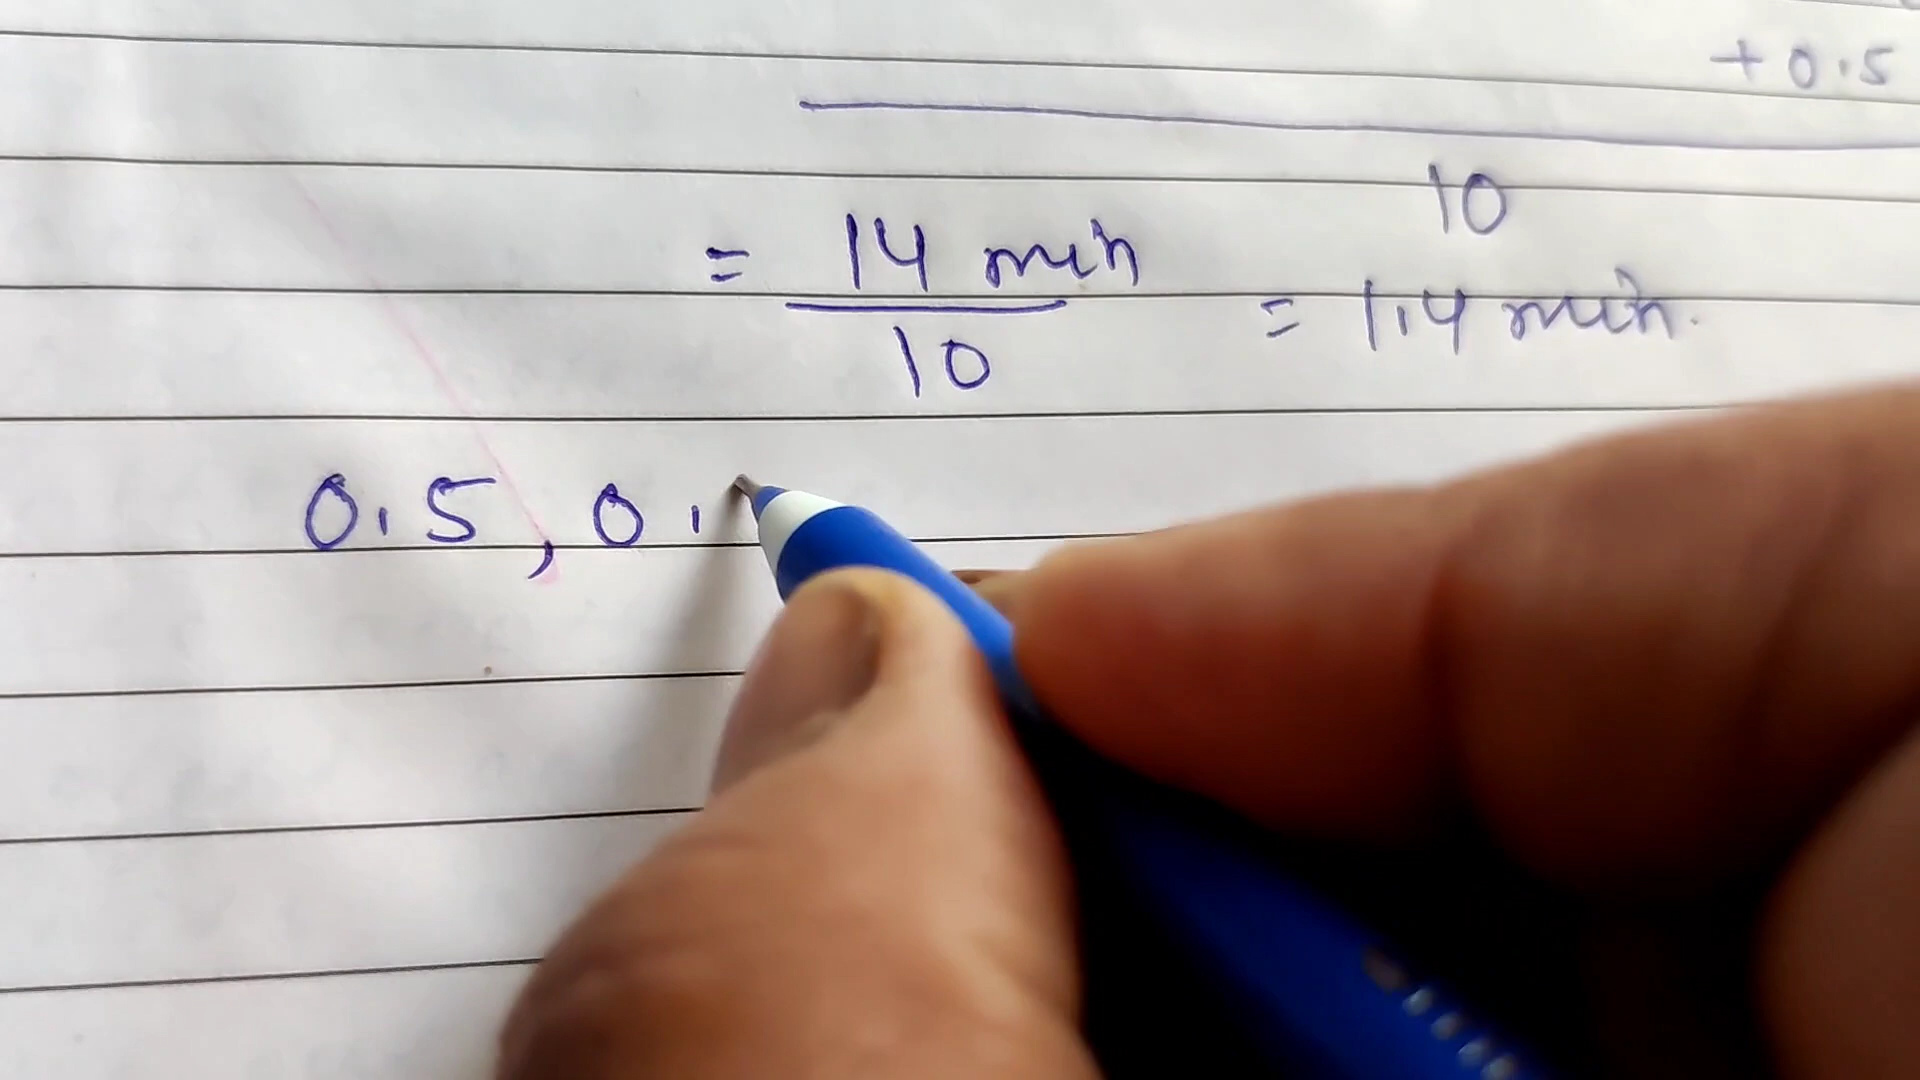 + 0.5
10
= 14 min
10
= 1.4 min.
0.5, 0.